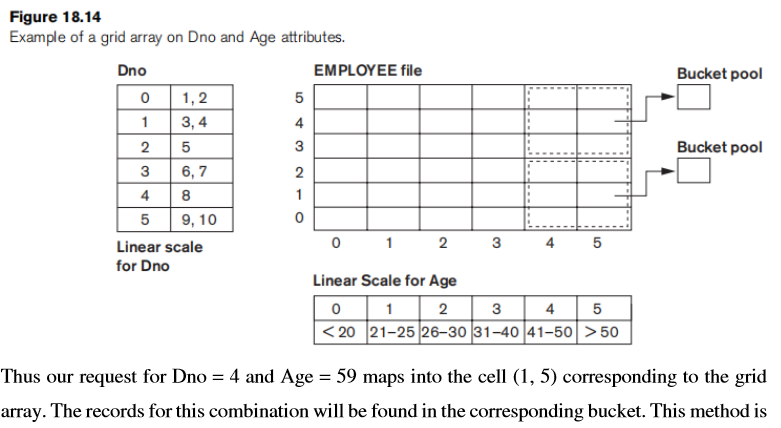 Figure 18.14
Example of a grid array on Dno and Age attributes.
Dno
0 1, 2
1 3, 4
2 5
3 6, 7
4 8
5 9, 10
Linear scale
for Dno
EMPLOYEE file
5
4
3
2
1
0
0 1 2 3 4 5
Bucket pool
Bucket pool
Linear Scale for Age
0 1 2 3 4 5
< 20 21–25 26–30 31–40 41–50 > 50
Thus our request for Dno = 4 and Age = 59 maps into the cell (1, 5) corresponding to the grid
array. The records for this combination will be found in the corresponding bucket. This method is